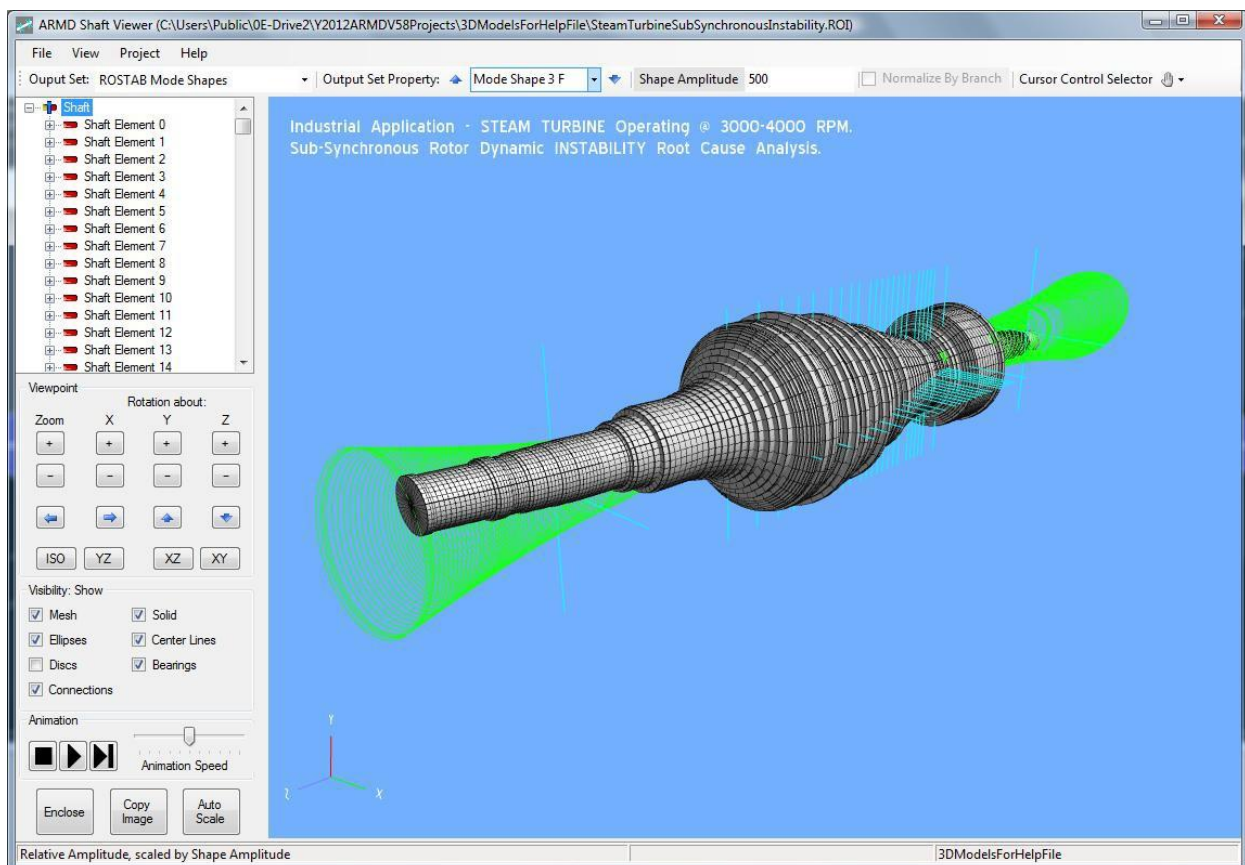 ARMD Shaft Viewer (C:\Users\Public\0E-Drive2\Y2012ARMDV58Projects\3DModelsForHelpFile\SteamTurbineSubSynchronousInstability.ROI)
File View Project Help
Ouput Set: ROSTAB Mode Shapes Output Set Property: Mode Shape 3 F Shape Amplitude 500 Normalize By Branch Cursor Control Selector
Shaft
Shaft Element 0
Shaft Element 1
Shaft Element 2
Shaft Element 3
Shaft Element 4
Shaft Element 5
Shaft Element 6
Shaft Element 7
Shaft Element 8
Shaft Element 9
Shaft Element 10
Shaft Element 11
Shaft Element 12
Shaft Element 13
Shaft Element 14
Industrial Application - STEAM TURBINE Operating @ 3000-4000 RPM.
Sub-Synchronous Rotor Dynamic INSTABILITY Root Cause Analysis.
Viewpoint
Rotation about:
Zoom X Y Z
+ + + +
- - - -
ISO YZ XZ XY
Visibility: Show
Mesh Solid
Ellipses Center Lines
Discs Bearings
Connections
Animation
Animation Speed
Enclose Copy Image Auto Scale
Y
Z X
Relative Amplitude, scaled by Shape Amplitude 3DModelsForHelpFile